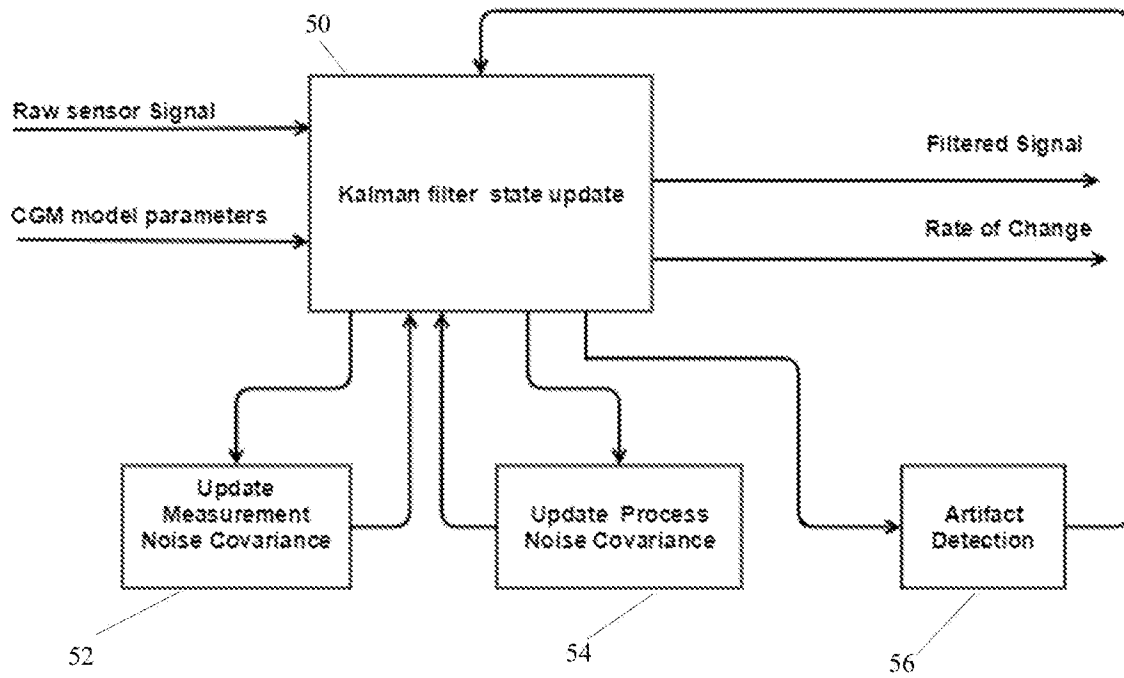 50
Raw sensor Signal
CGM model parameters
Kalman filter state update
Filtered Signal
Rate of Change
Update
Measurement
Noise Covariance
Update Process
Noise Covariance
Artifact
Detection
52
54
56